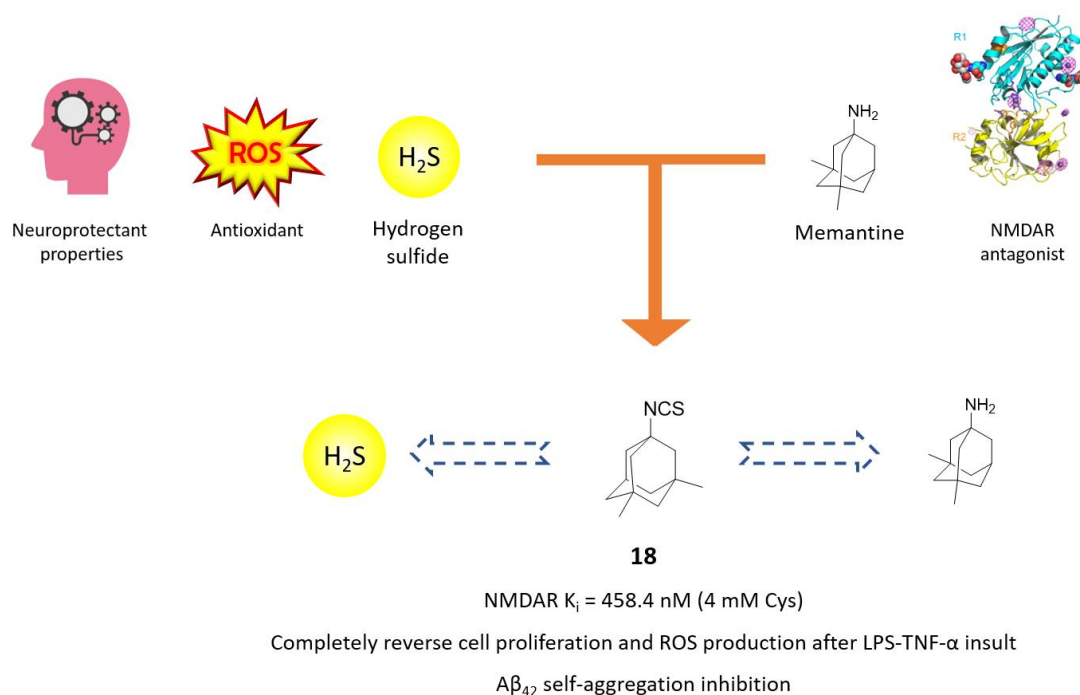 R1
NH₂
ROS
H₂S
R2
Neuroprotectant
properties
Antioxidant
Hydrogen
sulfide
Memantine
NMDAR
antagonist
NCS
NH₂
H₂S
18
NMDAR Kᵢ = 458.4 nM (4 mM Cys)
Completely reverse cell proliferation and ROS production after LPS-TNF-α insult
Aβ₄₂ self-aggregation inhibition